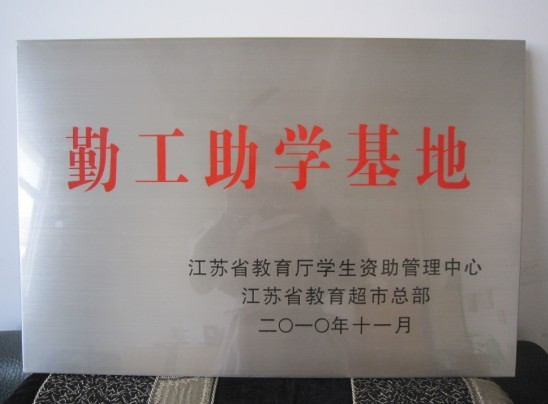 勤工助学基地
江苏省教育厅学生资助管理中心
江苏省教育超市总部
二〇一〇年十一月